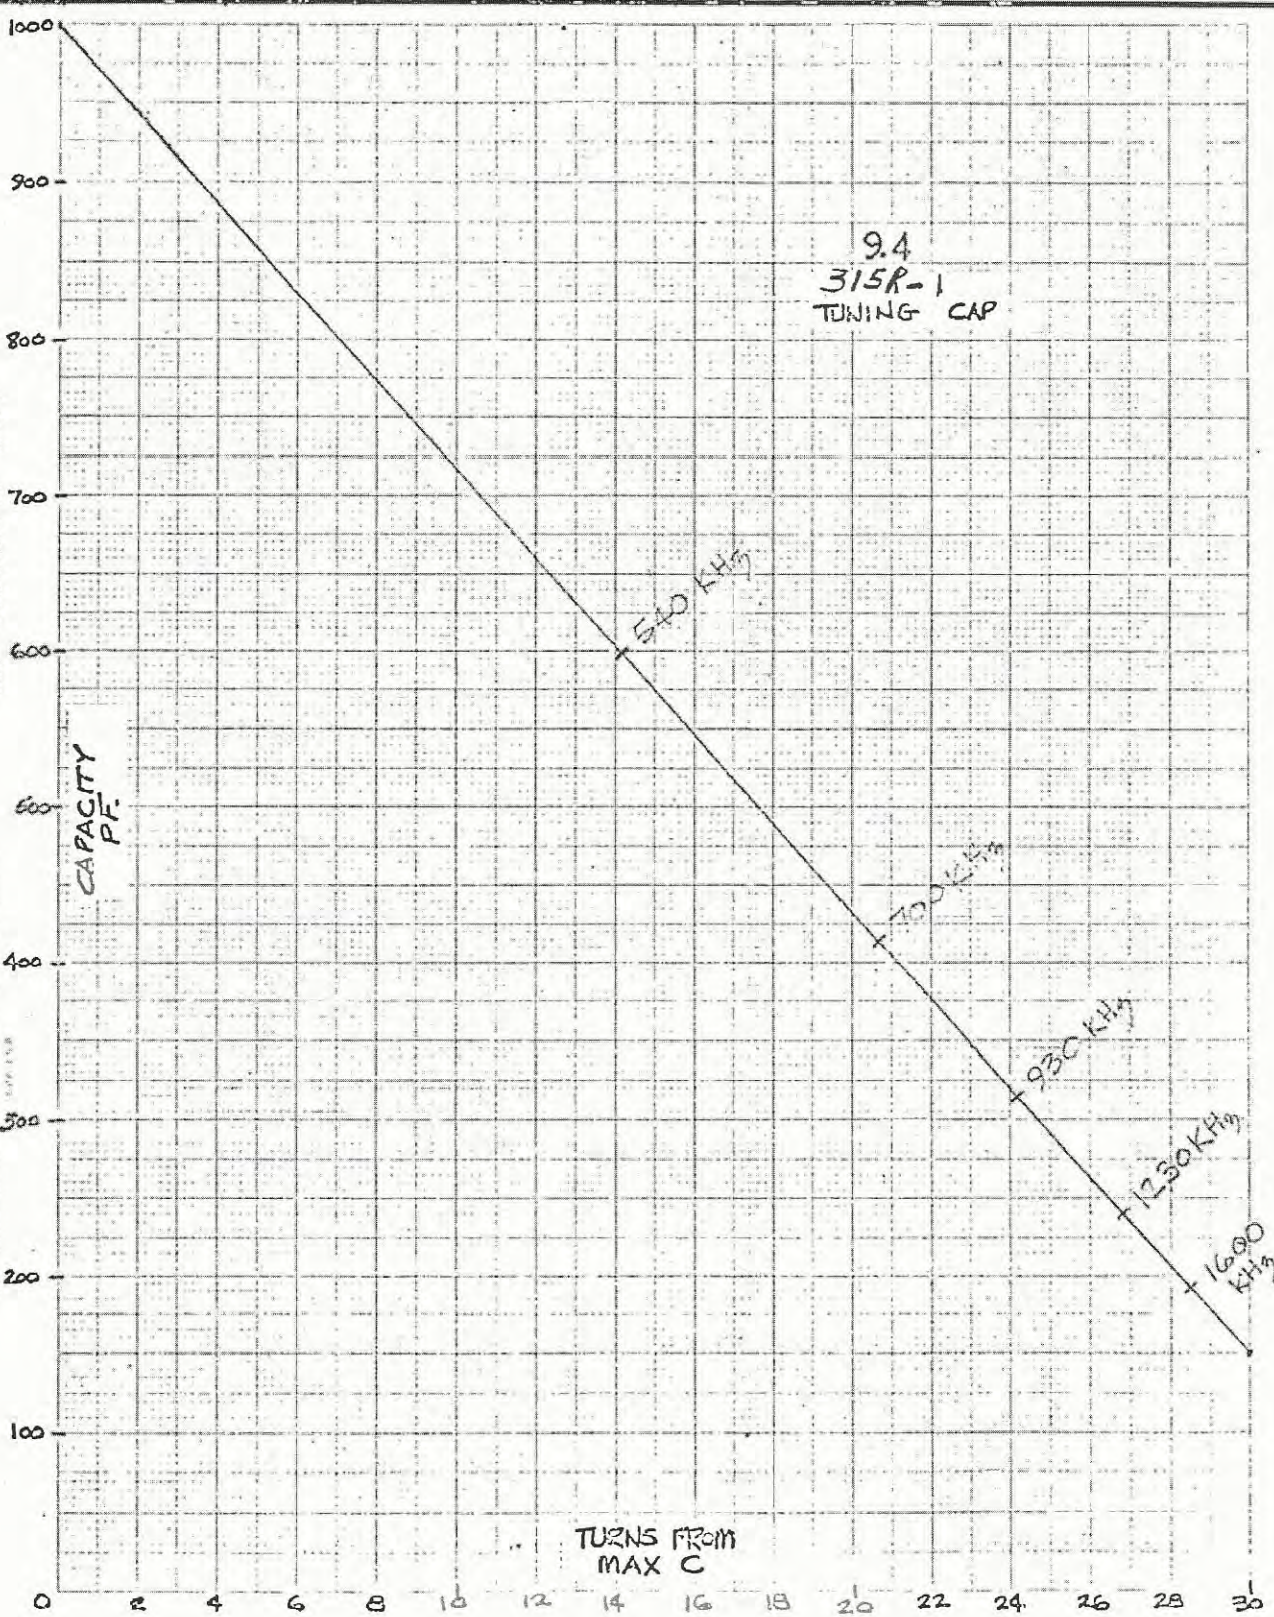 1000
900
9.4
315R-1
TUNING CAP
800
700
540 KHz
600
CAPACITY
PF.
500
700 KHz
400
930 KHz
300
1230 KHz
1600
KHz
200
100
TURNS FROM
MAX C
0 2 4 6 8 10 12 14 16 18 20 22 24 26 28 30